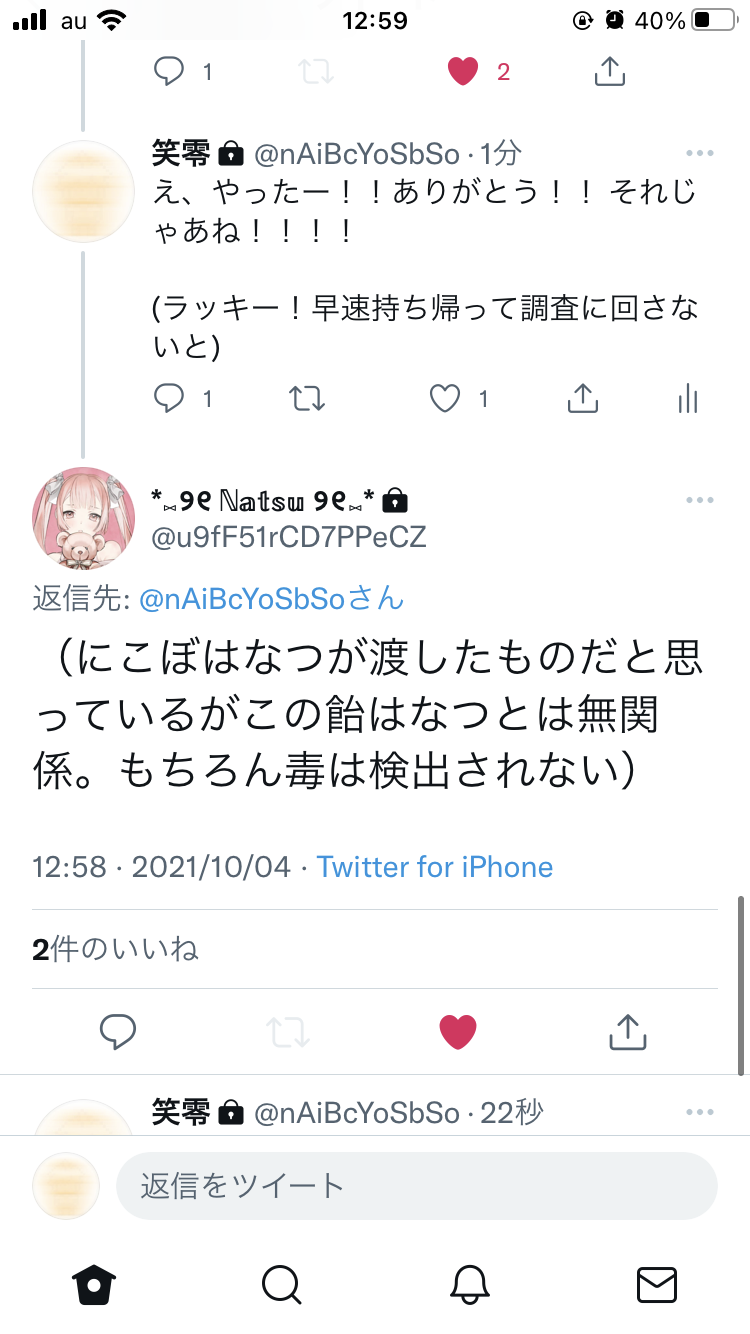 au 12:59 40%
1 2
笑零 @nAiBcYoSbSo · 1分
え、やったー！！ありがとう！！ それじ
ゃあね！！！！
(ラッキー！早速持ち帰って調査に回さな
いと)
1 1
*⑅୨୧ ℕ𝕒𝕥𝕤𝕦 ୨୧⑅*
@u9fF51rCD7PPeCZ
返信先: @nAiBcYoSbSoさん
（にこぼはなつが渡したものだと思
っているがこの飴はなつとは無関
係。もちろん毒は検出されない）
12:58 · 2021/10/04 · Twitter for iPhone
2件のいいね
笑零 @nAiBcYoSbSo · 22秒
返信をツイート